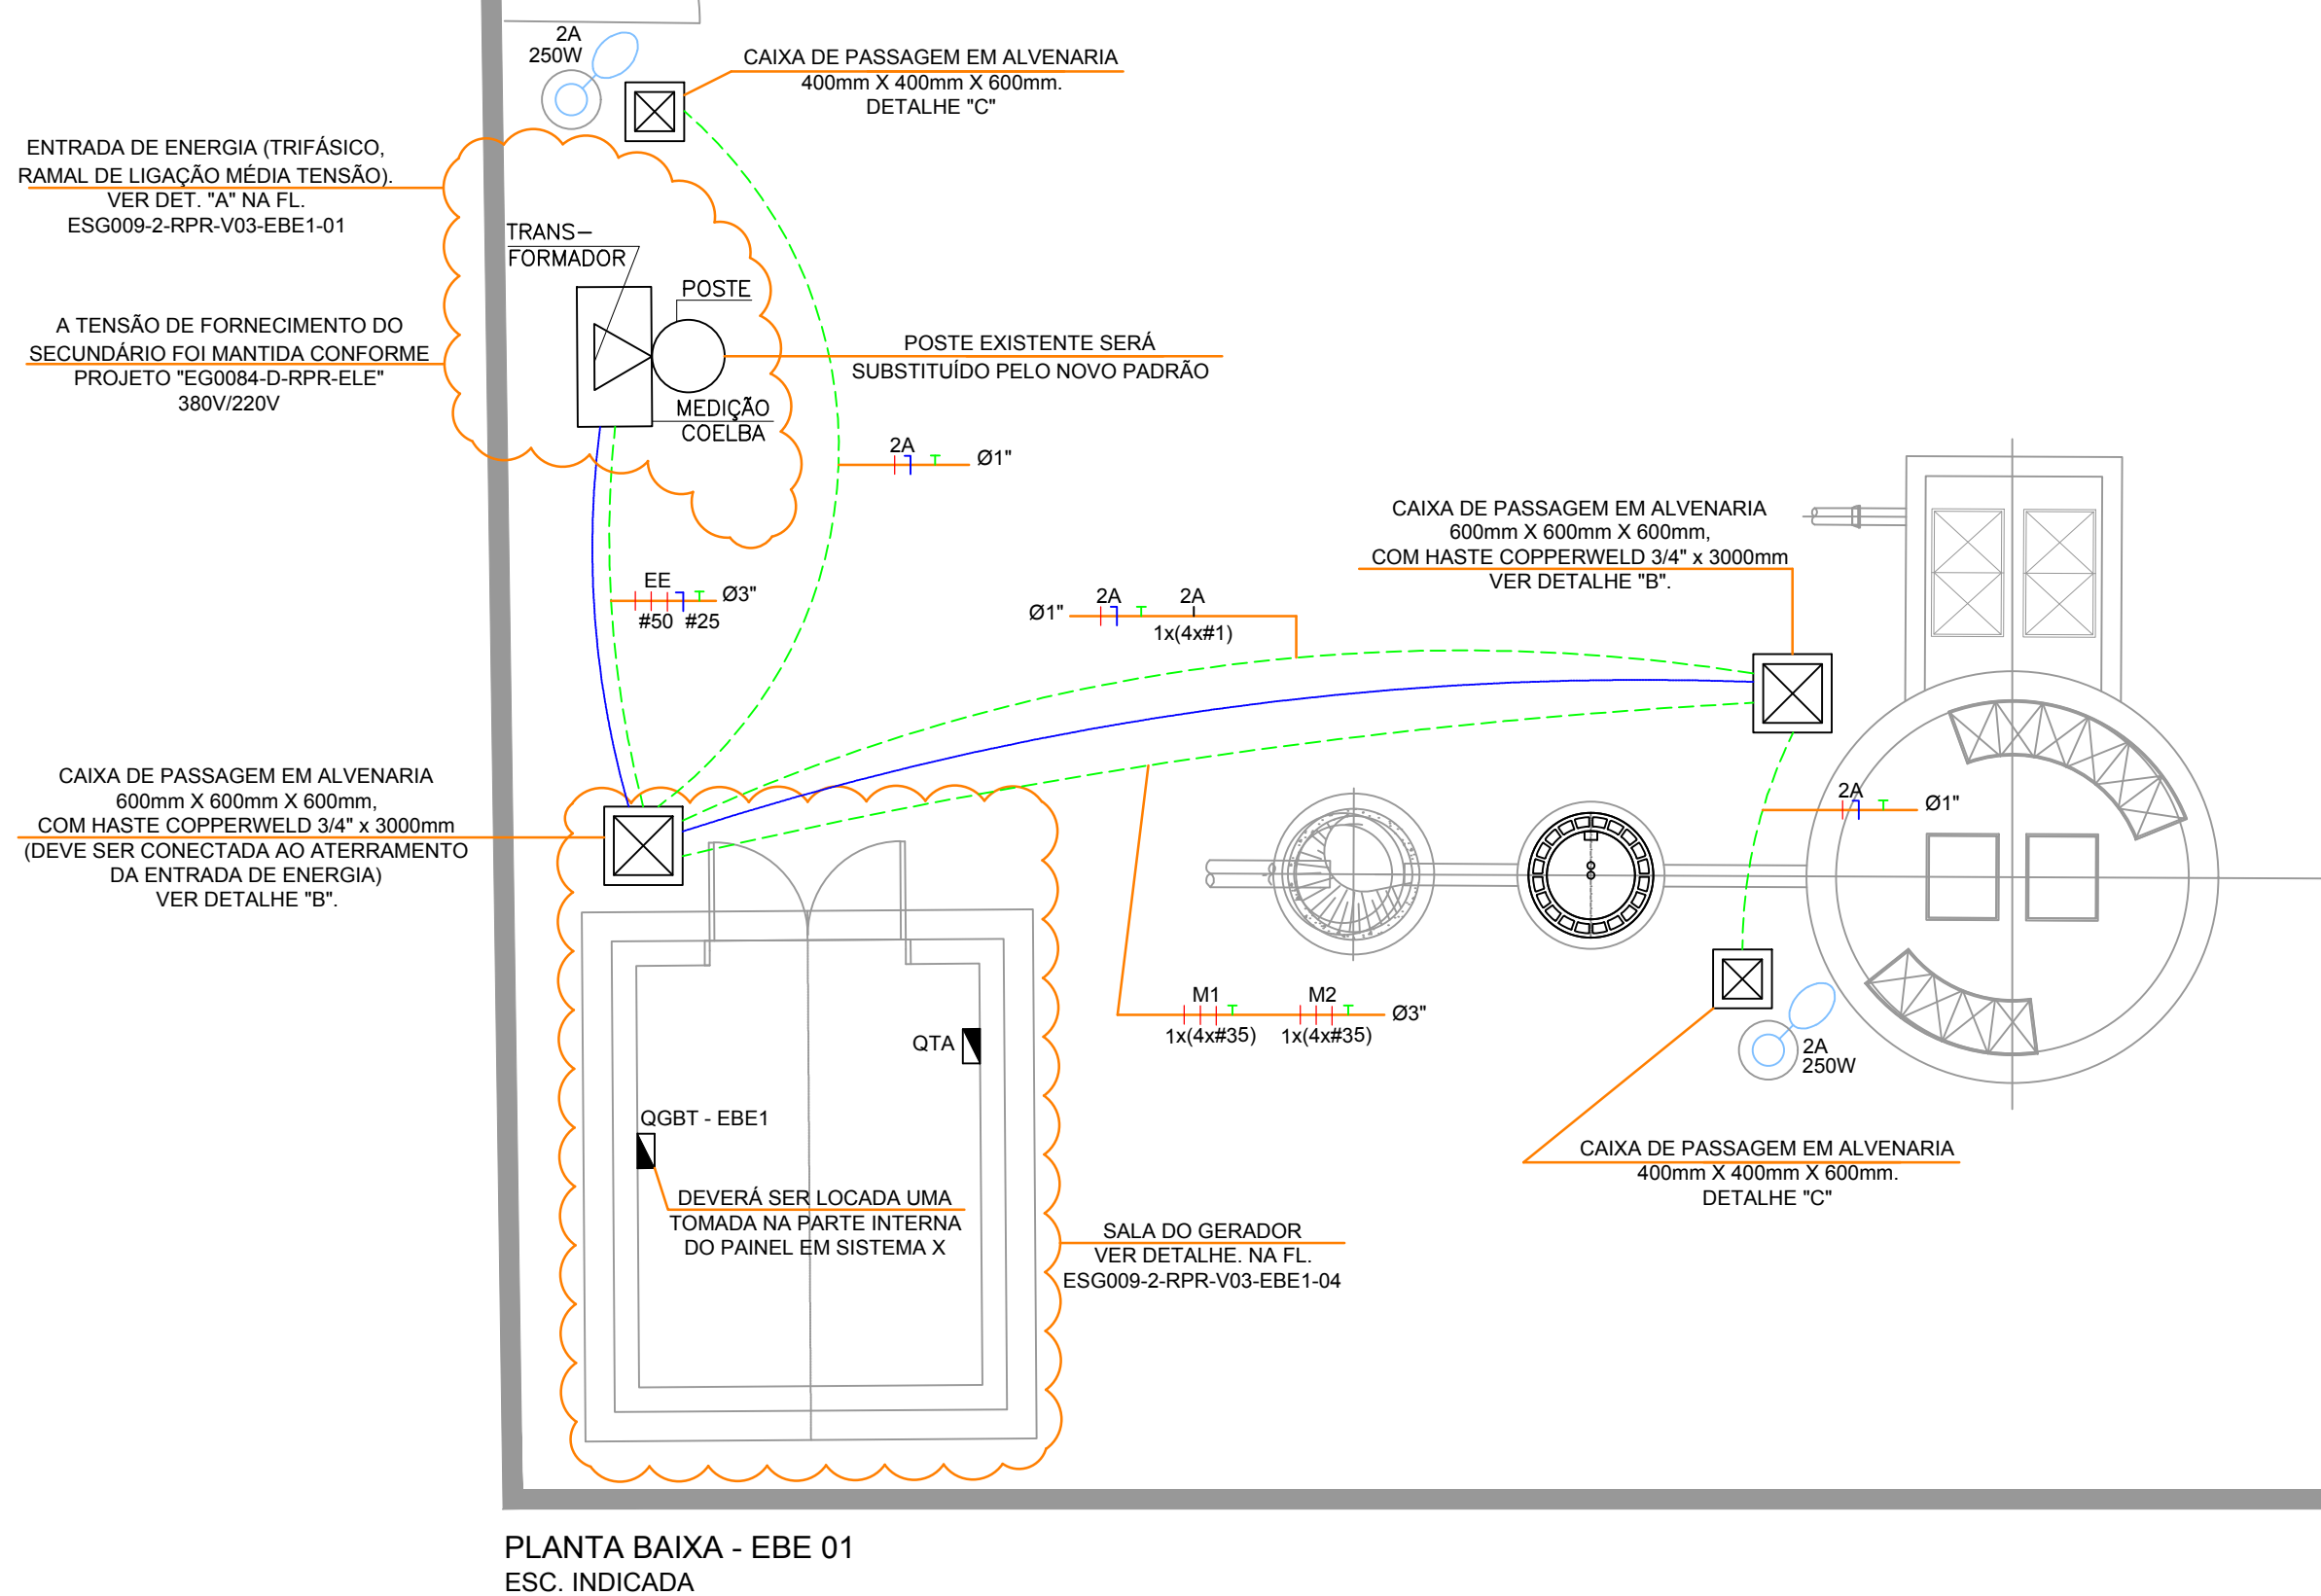 2A
250W
CAIXA DE PASSAGEM EM ALVENARIA
400mm X 400mm X 600mm.
DETALHE "C"
ENTRADA DE ENERGIA (TRIFÁSICO,
RAMAL DE LIGAÇÃO MÉDIA TENSÃO).
VER DET. "A" NA FL.
ESG009-2-RPR-V03-EBE1-01
TRANS-
FORMADOR
POSTE
A TENSÃO DE FORNECIMENTO DO
SECUNDÁRIO FOI MANTIDA CONFORME
PROJETO "EG0084-D-RPR-ELE"
380V/220V
POSTE EXISTENTE SERÁ
SUBSTITUÍDO PELO NOVO PADRÃO
MEDIÇÃO
COELBA
2A
Ø1"
CAIXA DE PASSAGEM EM ALVENARIA
600mm X 600mm X 600mm,
COM HASTE COPPERWELD 3/4" x 3000mm
VER DETALHE "B".
EE
Ø3"
#50 #25
Ø1"
2A
2A
1x(4x#1)
CAIXA DE PASSAGEM EM ALVENARIA
600mm X 600mm X 600mm,
COM HASTE COPPERWELD 3/4" x 3000mm
(DEVE SER CONECTADA AO ATERRAMENTO
DA ENTRADA DE ENERGIA)
VER DETALHE "B".
2A
Ø1"
M1
M2
Ø3"
1x(4x#35)
1x(4x#35)
QTA
2A
250W
QGBT - EBE1
CAIXA DE PASSAGEM EM ALVENARIA
400mm X 400mm X 600mm.
DETALHE "C"
DEVERÁ SER LOCADA UMA
TOMADA NA PARTE INTERNA
DO PAINEL EM SISTEMA X
SALA DO GERADOR
VER DETALHE. NA FL.
ESG009-2-RPR-V03-EBE1-04
PLANTA BAIXA - EBE 01
ESC. INDICADA